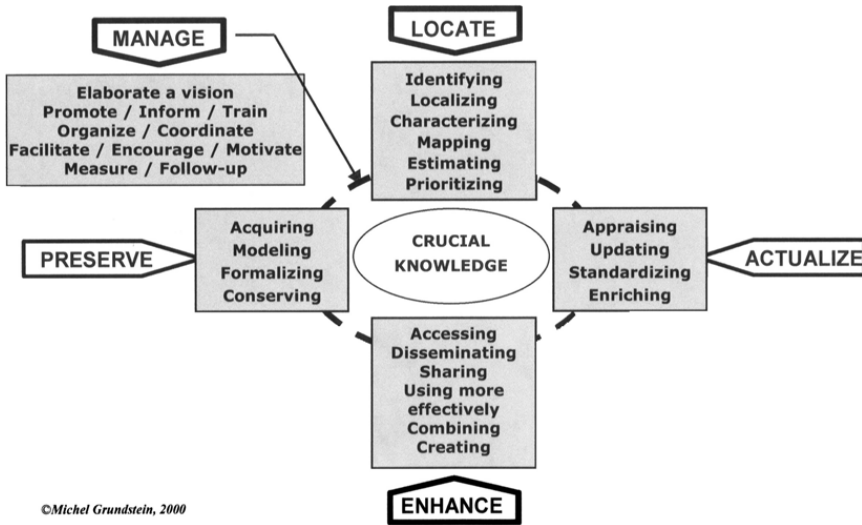 MANAGE
Elaborate a vision
Promote / Inform / Train
Organize / Coordinate
Facilitate / Encourage / Motivate
Measure / Follow-up
LOCATE
Identifying
Localizing
Characterizing
Mapping
Estimating
Prioritizing
PRESERVE
Acquiring
Modeling
Formalizing
Conserving
CRUCIAL
KNOWLEDGE
Appraising
Updating
Standardizing
Enriching
ACTUALIZE
Accessing
Disseminating
Sharing
Using more
effectively
Combining
Creating
ENHANCE
©Michel Grundstein, 2000